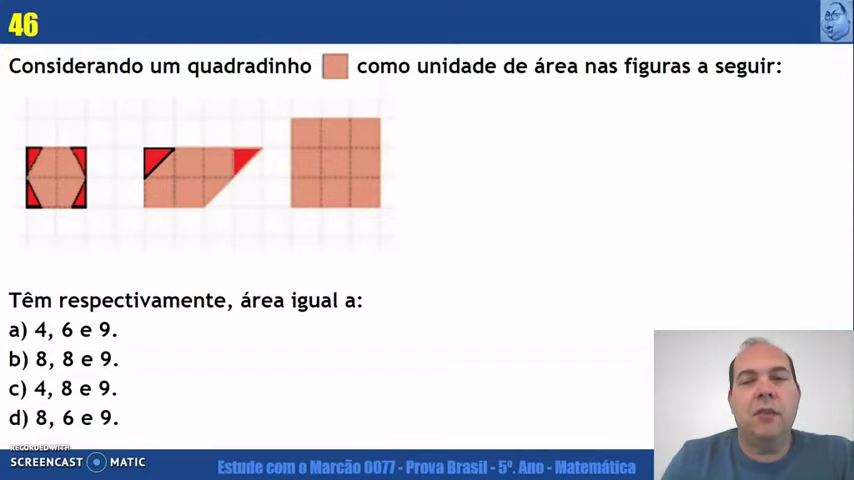 46
Considerando um quadradinho como unidade de área nas figuras a seguir:
Têm respectivamente, área igual a:
a) 4, 6 e 9.
b) 8, 8 e 9.
c) 4, 8 e 9.
d) 8, 6 e 9.
RECORDED WITH
SCREENCAST MATIC
Estude com o Marcão 0077 - Prova Brasil - 5º. Ano - Matemática